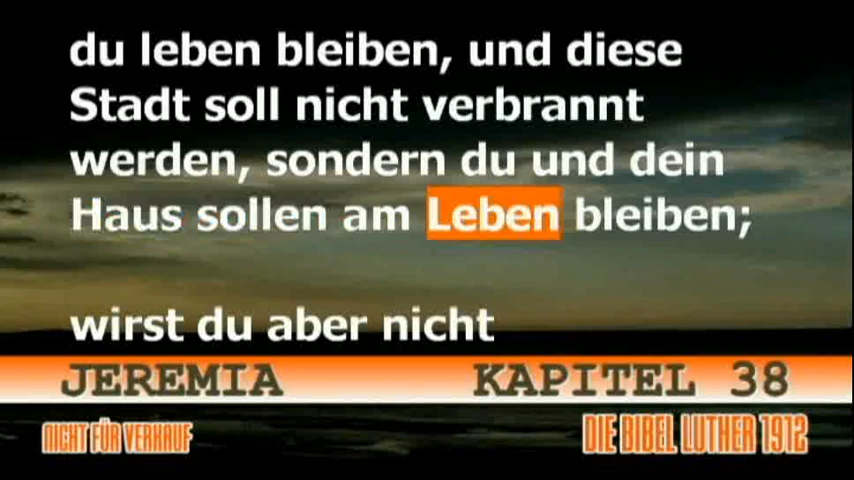 du leben bleiben, und diese
Stadt soll nicht verbrannt
werden, sondern du und dein
Haus sollen am Leben bleiben;
wirst du aber nicht
JEREMIA KAPITEL 38
NICHT FÜR VERKAUF DIE BIBEL LUTHER 1912